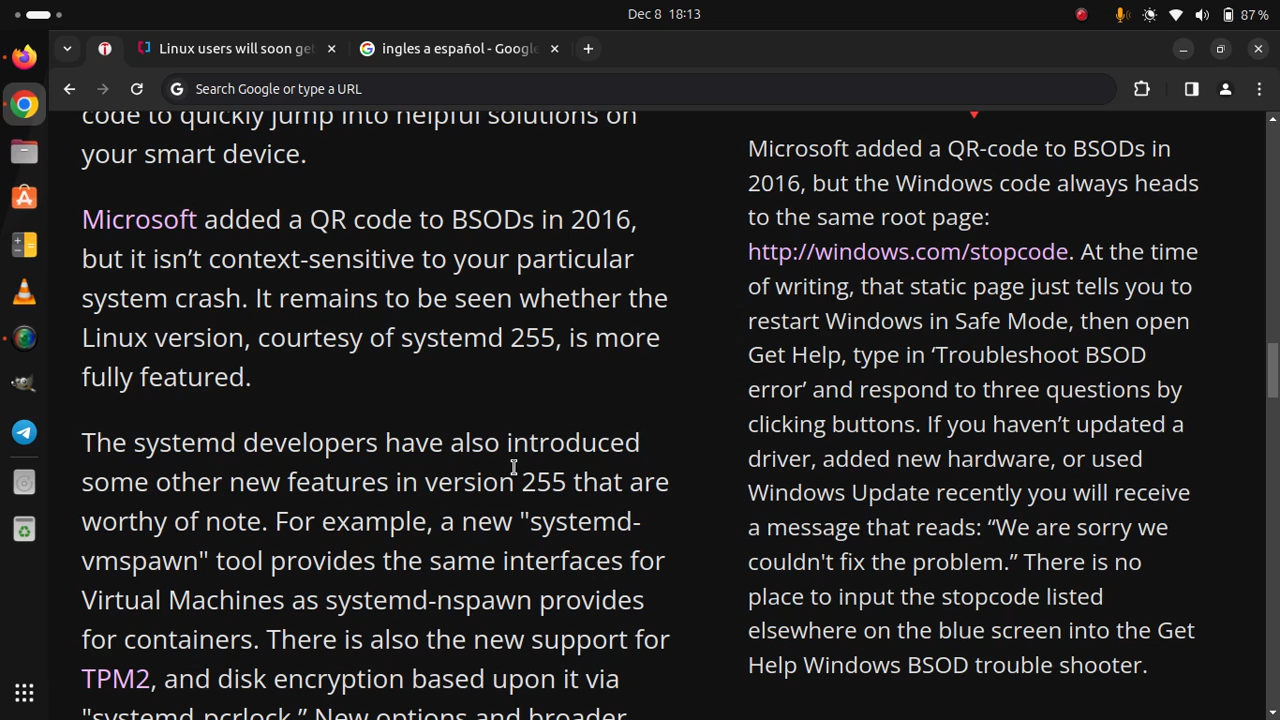 Dec 8 18:13
87 %
Linux users will soon get
ingles a español - Google
Search Google or type a URL
code to quickly jump into helpful solutions on
your smart device.
Microsoft added a QR code to BSODs in 2016,
but it isn’t context-sensitive to your particular
system crash. It remains to be seen whether the
Linux version, courtesy of systemd 255, is more
fully featured.
The systemd developers have also introduced
some other new features in version 255 that are
worthy of note. For example, a new "systemd-
vmspawn" tool provides the same interfaces for
Virtual Machines as systemd-nspawn provides
for containers. There is also the new support for
TPM2, and disk encryption based upon it via
"systemd-pcrlock.” New options and broader
Microsoft added a QR-code to BSODs in
2016, but the Windows code always heads
to the same root page:
http://windows.com/stopcode. At the time
of writing, that static page just tells you to
restart Windows in Safe Mode, then open
Get Help, type in ‘Troubleshoot BSOD
error’ and respond to three questions by
clicking buttons. If you haven’t updated a
driver, added new hardware, or used
Windows Update recently you will receive
a message that reads: “We are sorry we
couldn't fix the problem.” There is no
place to input the stopcode listed
elsewhere on the blue screen into the Get
Help Windows BSOD trouble shooter.